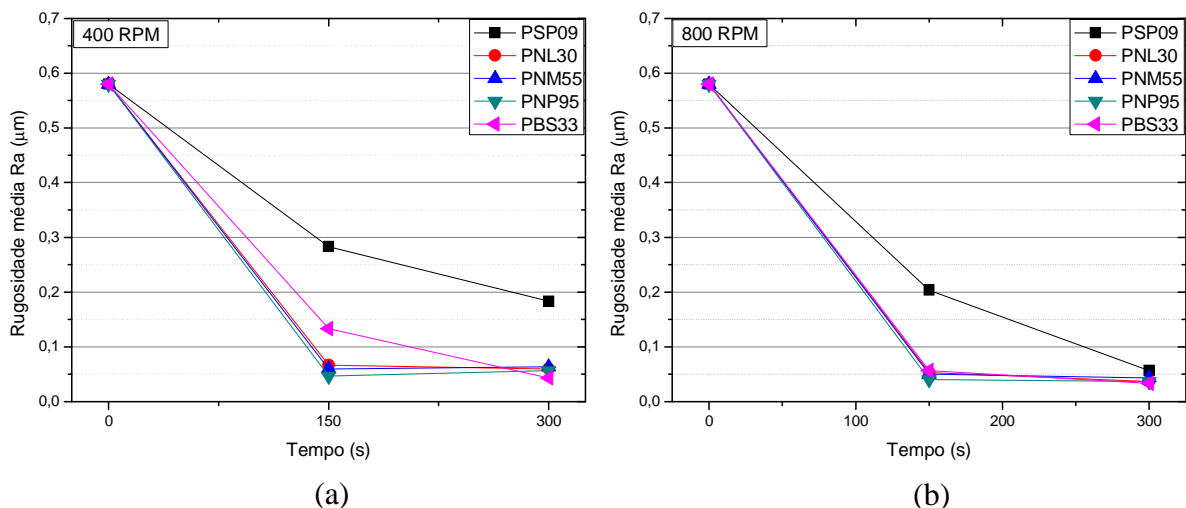 400 RPM
PSP09
PNL30
PNM55
PNP95
PBS33
0,7
0,6
0,5
0,4
0,3
0,2
0,1
0,0
Rugosidade média Ra (μm)
0 150 300
Tempo (s)
(a)
800 RPM
PSP09
PNL30
PNM55
PNP95
PBS33
0,7
0,6
0,5
0,4
0,3
0,2
0,1
0,0
Rugosidade média Ra (μm)
0 100 200 300
Tempo (s)
(b)